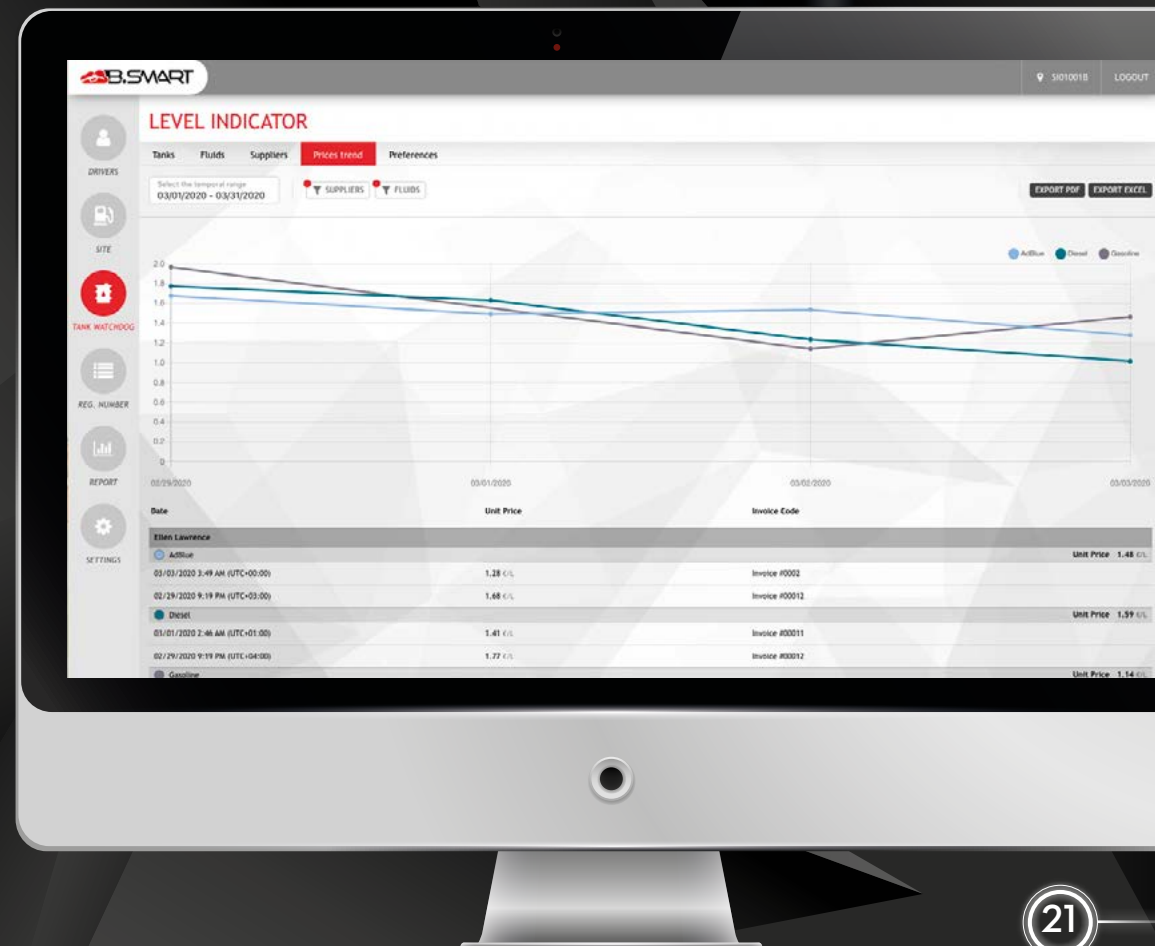 B.SMART
SI01001B LOGOUT
LEVEL INDICATOR
Tanks Fluids Suppliers Prices trend Preferences
DRIVERS
Select the temporal range
03/01/2020 - 03/31/2020
SUPPLIERS FLUIDS
EXPORT PDF EXPORT EXCEL
SITE
AdBlue Diesel Gasoline
2.0
1.8
1.6
TANK WATCHDOG
1.4
1.2
1.0
0.8
REG. NUMBER
0.6
0.4
0.2
0
REPORT
02/29/2020 03/01/2020 03/02/2020 03/03/2020
Date Unit Price Invoice Code
Ellen Lawrence
SETTINGS
AdBlue Unit Price 1.48 €/L
03/03/2020 3:49 AM (UTC+00:00) 1.28 €/L Invoice #0002
02/29/2020 9:19 PM (UTC+03:00) 1.68 €/L Invoice #00012
Diesel Unit Price 1.59 €/L
03/01/2020 2:46 AM (UTC+01:00) 1.41 €/L Invoice #00011
02/29/2020 9:19 PM (UTC+04:00) 1.77 €/L Invoice #00012
Gasoline Unit Price 1.14 €/L
21